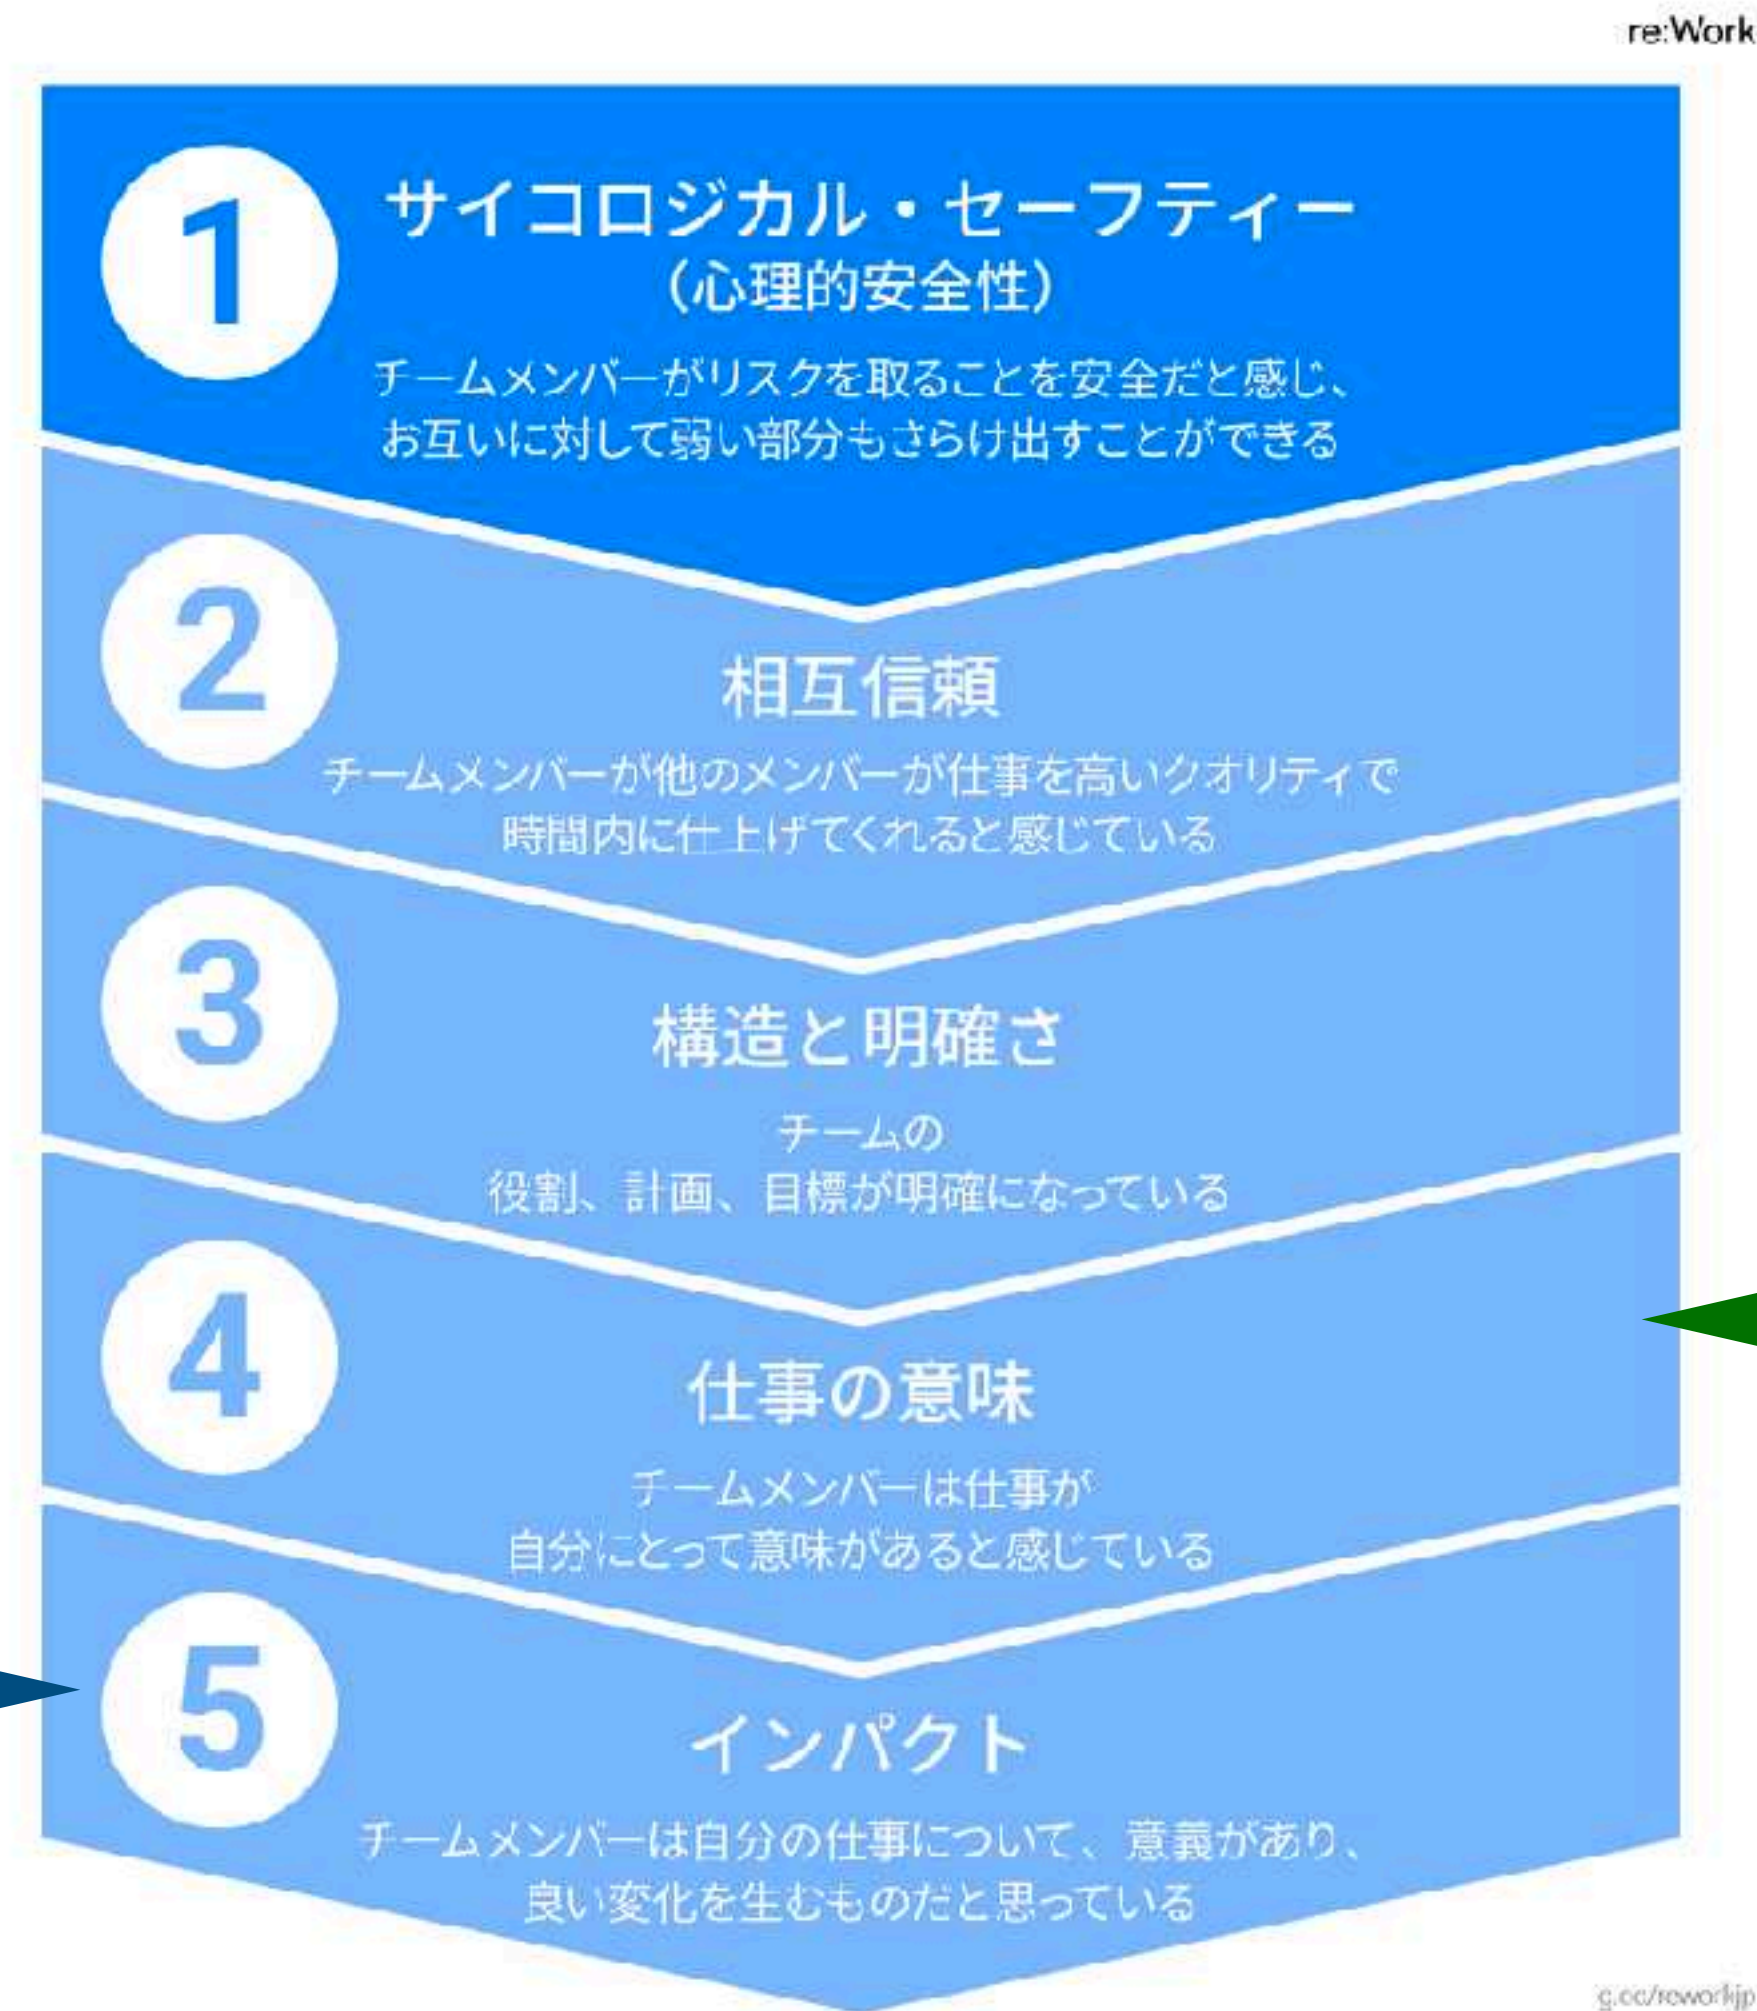 re:Work
1
サイコロジカル・セーフティー
（心理的安全性）
チームメンバーがリスクを取ることを安全だと感じ、
お互いに対して弱い部分もさらけ出すことができる
2
相互信頼
チームメンバーが他のメンバーが仕事を高いクオリティで
時間内に仕上げてくれると感じている
3
構造と明確さ
チームの
役割、計画、目標が明確になっている
4
仕事の意味
チームメンバーは仕事が
自分にとって意味があると感じている
5
インパクト
チームメンバーは自分の仕事について、意義があり、
良い変化を生むものだと思っている